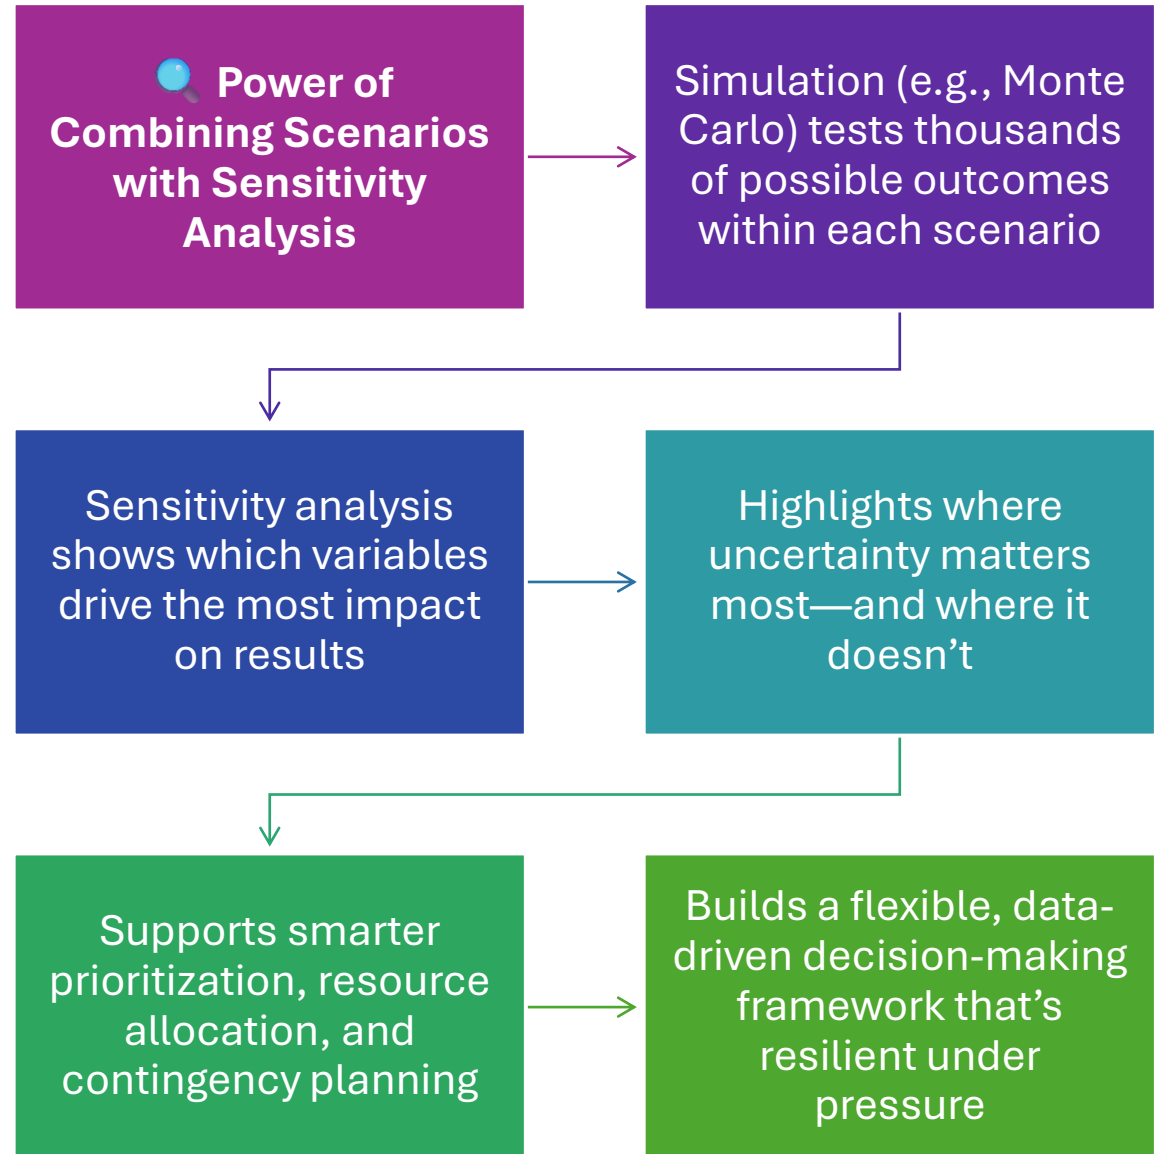 🔍 Power of
Combining Scenarios
with Sensitivity
Analysis
Simulation (e.g., Monte
Carlo) tests thousands
of possible outcomes
within each scenario
Sensitivity analysis
shows which variables
drive the most impact
on results
Highlights where
uncertainty matters
most—and where it
doesn’t
Supports smarter
prioritization, resource
allocation, and
contingency planning
Builds a flexible, data-
driven decision-making
framework that’s
resilient under
pressure